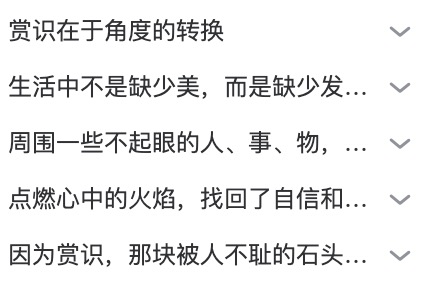 赏识在于角度的转换
生活中不是缺少美，而是缺少发...
周围一些不起眼的人、事、物，...
点燃心中的火焰，找回了自信和...
因为赏识，那块被人不耻的石头...